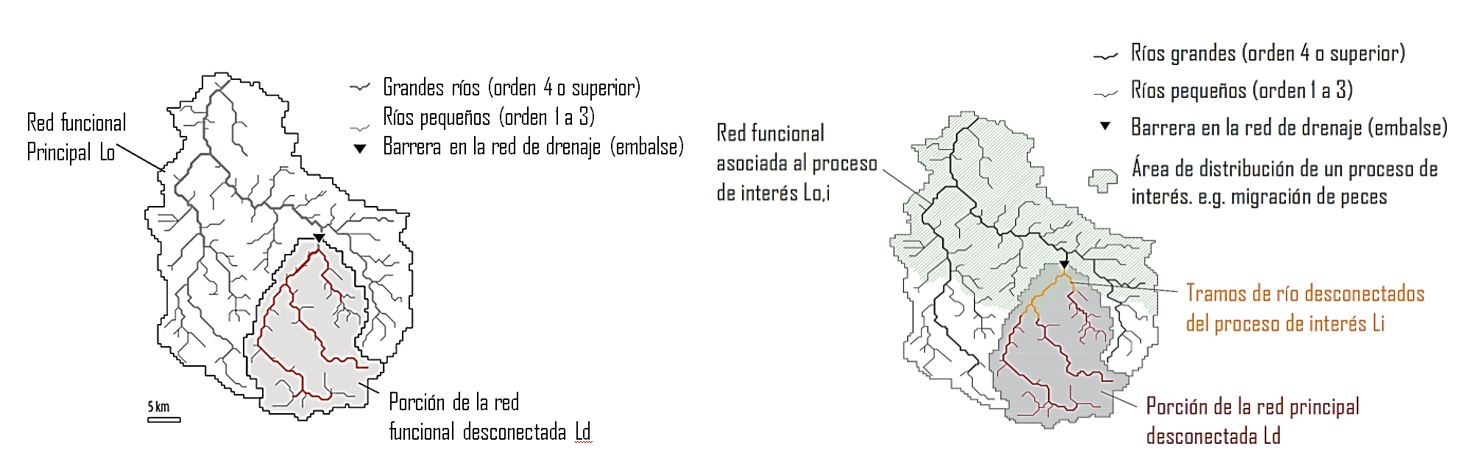 Red funcional
Principal Lo
Grandes ríos (orden 4 o superior)
Ríos pequeños (orden 1 a 3)
Barrera en la red de drenaje (embalse)
5 km
Porción de la red
funcional desconectada Ld
Ríos grandes (orden 4 o superior)
Ríos pequeños (orden 1 a 3)
Barrera en la red de drenaje (embalse)
Área de distribución de un proceso de
interés. e.g. migración de peces
Red funcional
asociada al proceso
de interés Lo,i
Tramos de río desconectados
del proceso de interés Li
Porción de la red principal
desconectada Ld